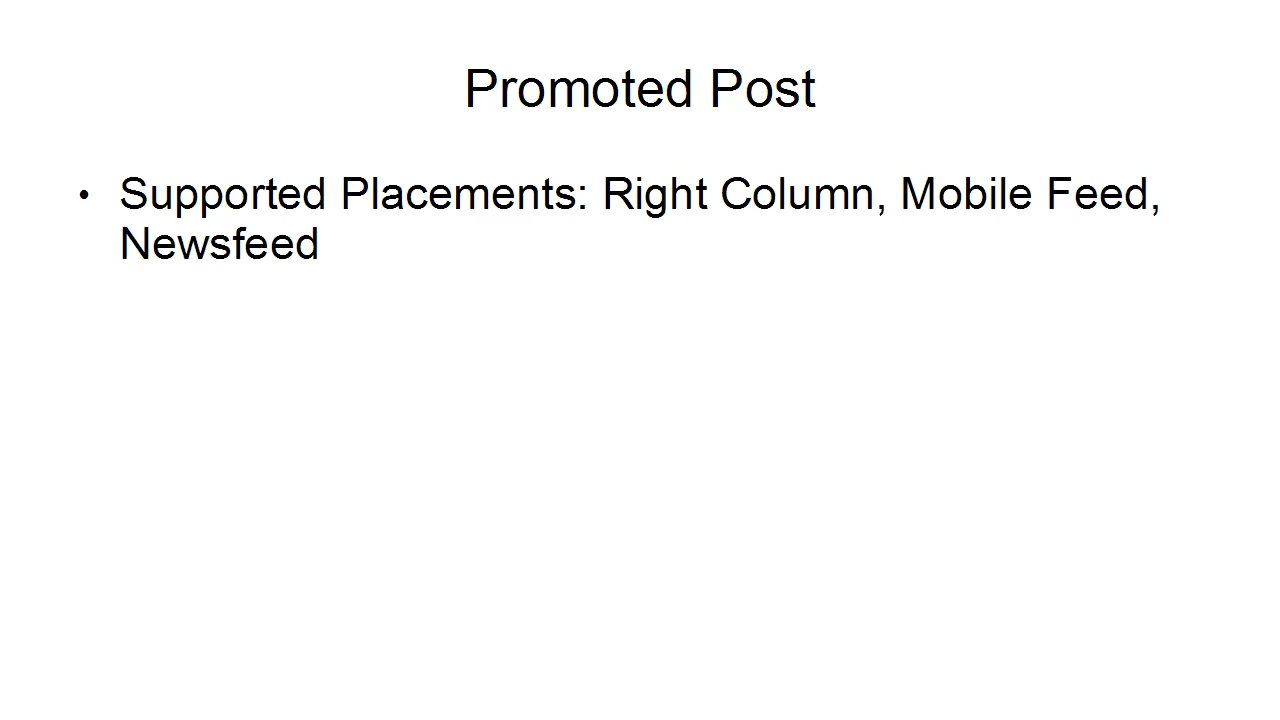 Promoted Post
• Supported Placements: Right Column, Mobile Feed,
Newsfeed